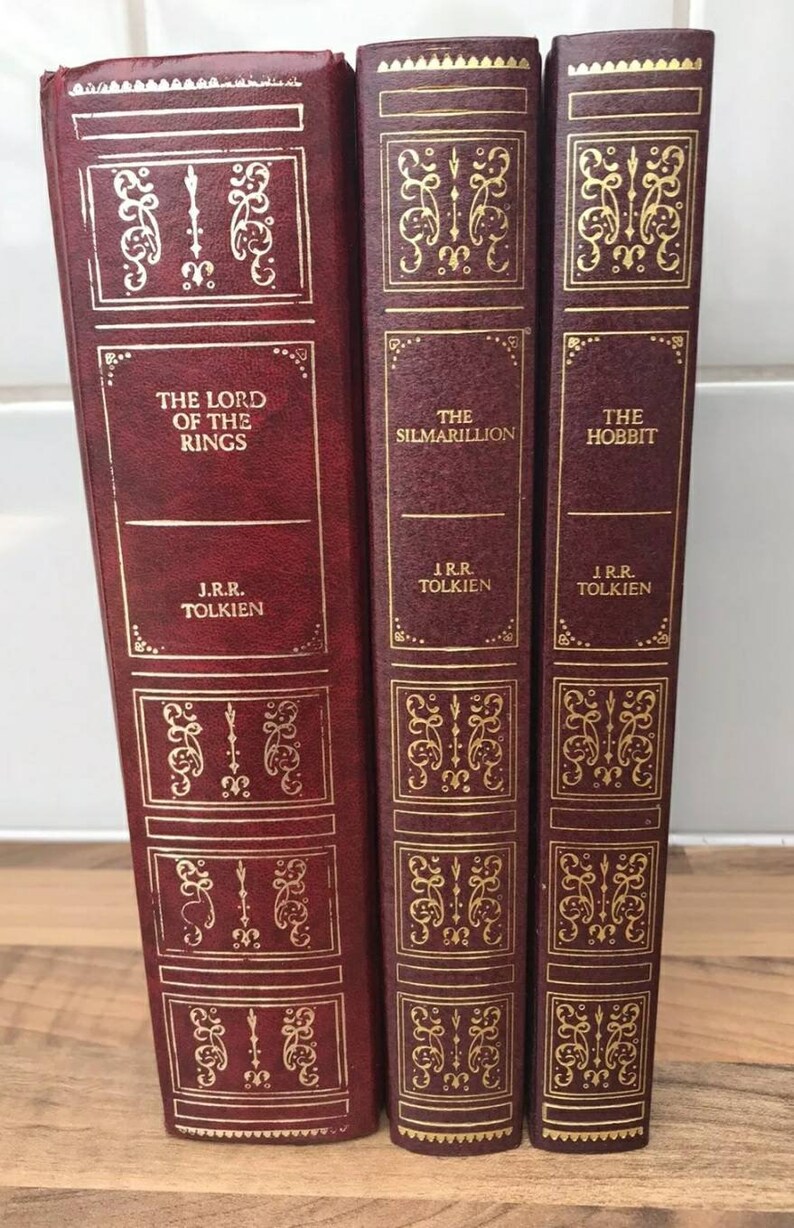 THE LORD
OF THE
RINGS
J.R.R.
TOLKIEN
THE
SILMARILLION
J.R.R.
TOLKIEN
THE
HOBBIT
J.R.R.
TOLKIEN